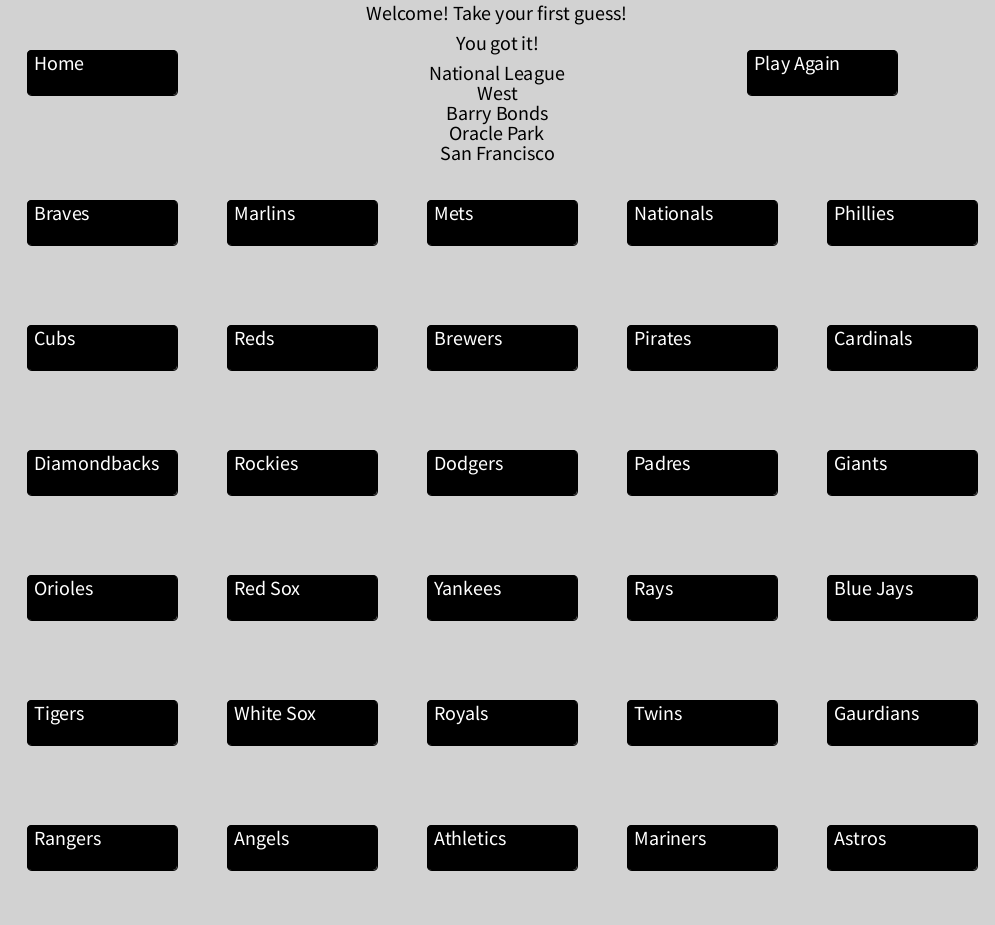 Welcome! Take your first guess!
You got it!
Home
Play Again
National League
West
Barry Bonds
Oracle Park
San Francisco
Braves Marlins Mets Nationals Phillies
Cubs Reds Brewers Pirates Cardinals
Diamondbacks Rockies Dodgers Padres Giants
Orioles Red Sox Yankees Rays Blue Jays
Tigers White Sox Royals Twins Gaurdians
Rangers Angels Athletics Mariners Astros